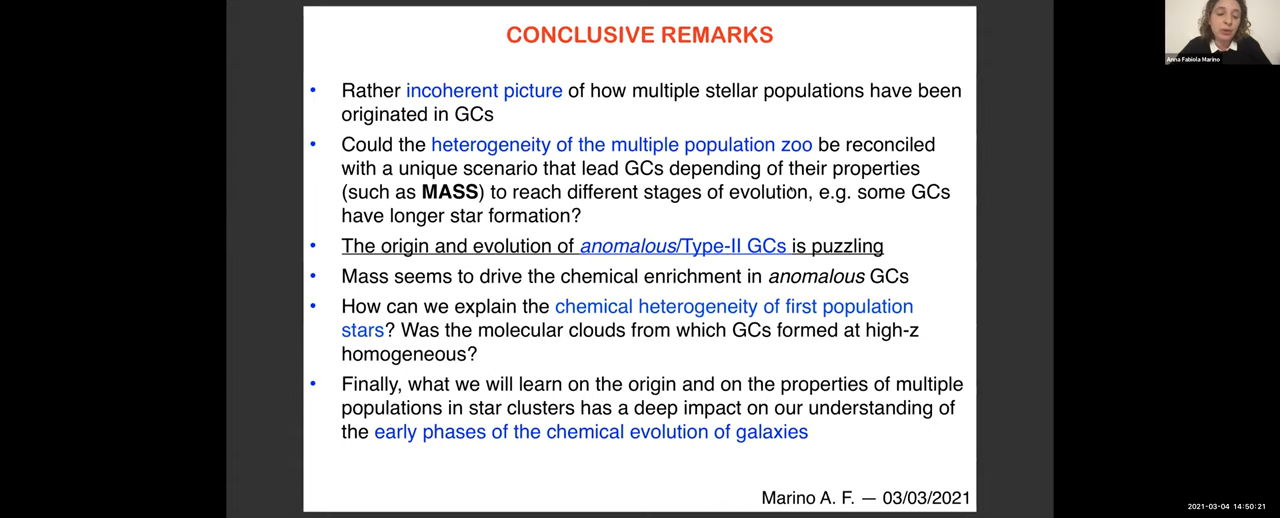 CONCLUSIVE REMARKS
Anna Fabiola Marino
• Rather incoherent picture of how multiple stellar populations have been
originated in GCs
• Could the heterogeneity of the multiple population zoo be reconciled
with a unique scenario that lead GCs depending of their properties
(such as MASS) to reach different stages of evolution, e.g. some GCs
have longer star formation?
• The origin and evolution of anomalous/Type-II GCs is puzzling
• Mass seems to drive the chemical enrichment in anomalous GCs
• How can we explain the chemical heterogeneity of first population
stars? Was the molecular clouds from which GCs formed at high-z
homogeneous?
• Finally, what we will learn on the origin and on the properties of multiple
populations in star clusters has a deep impact on our understanding of
the early phases of the chemical evolution of galaxies
Marino A. F. — 03/03/2021
2021-03-04 14:50:21